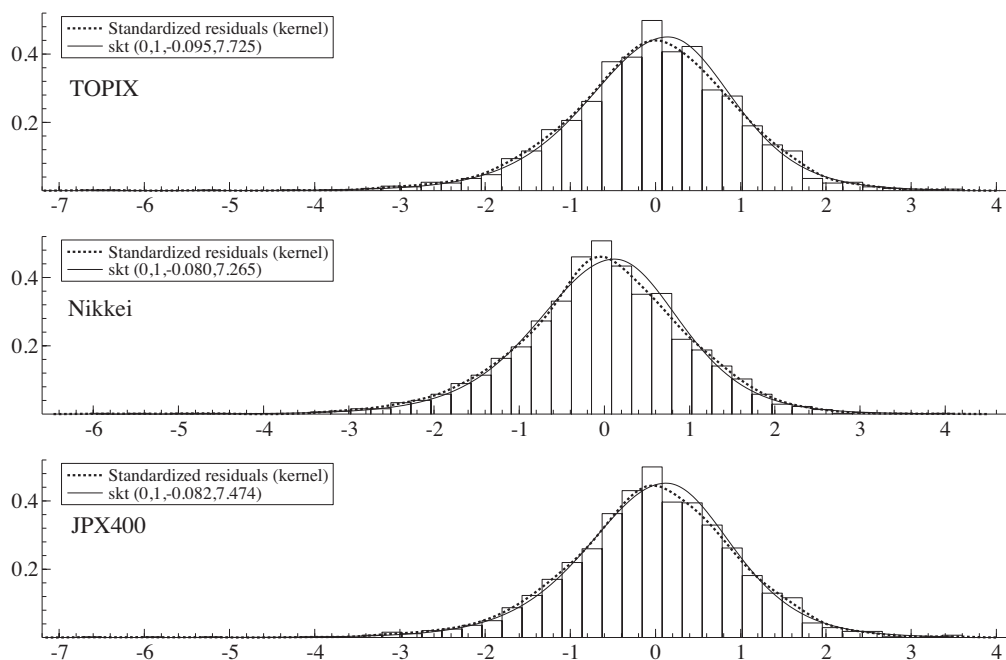 Standardized residuals (kernel)
skt (0,1,-0.095,7.725)
0.4
TOPIX
0.2
-7 -6 -5 -4 -3 -2 -1 0 1 2 3 4
Standardized residuals (kernel)
skt (0,1,-0.080,7.265)
0.4
Nikkei
0.2
-6 -5 -4 -3 -2 -1 0 1 2 3 4
Standardized residuals (kernel)
skt (0,1,-0.082,7.474)
0.4
JPX400
0.2
-7 -6 -5 -4 -3 -2 -1 0 1 2 3 4